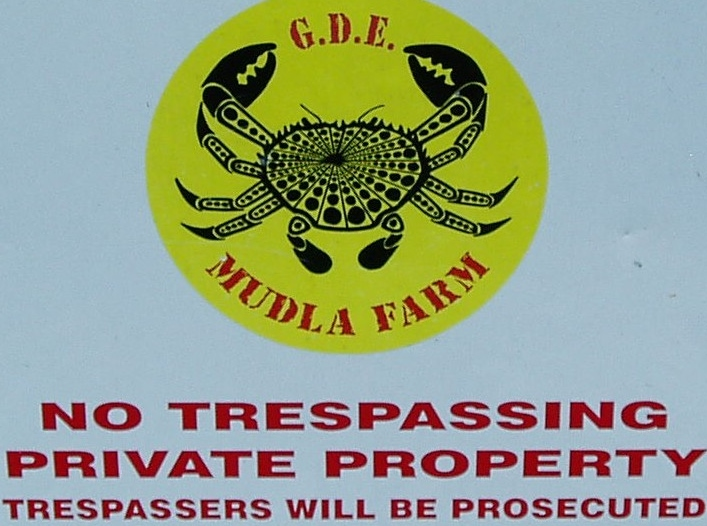 G.D.E.
MUDLA FARM
NO TRESPASSING
PRIVATE PROPERTY
TRESPASSERS WILL BE PROSECUTED